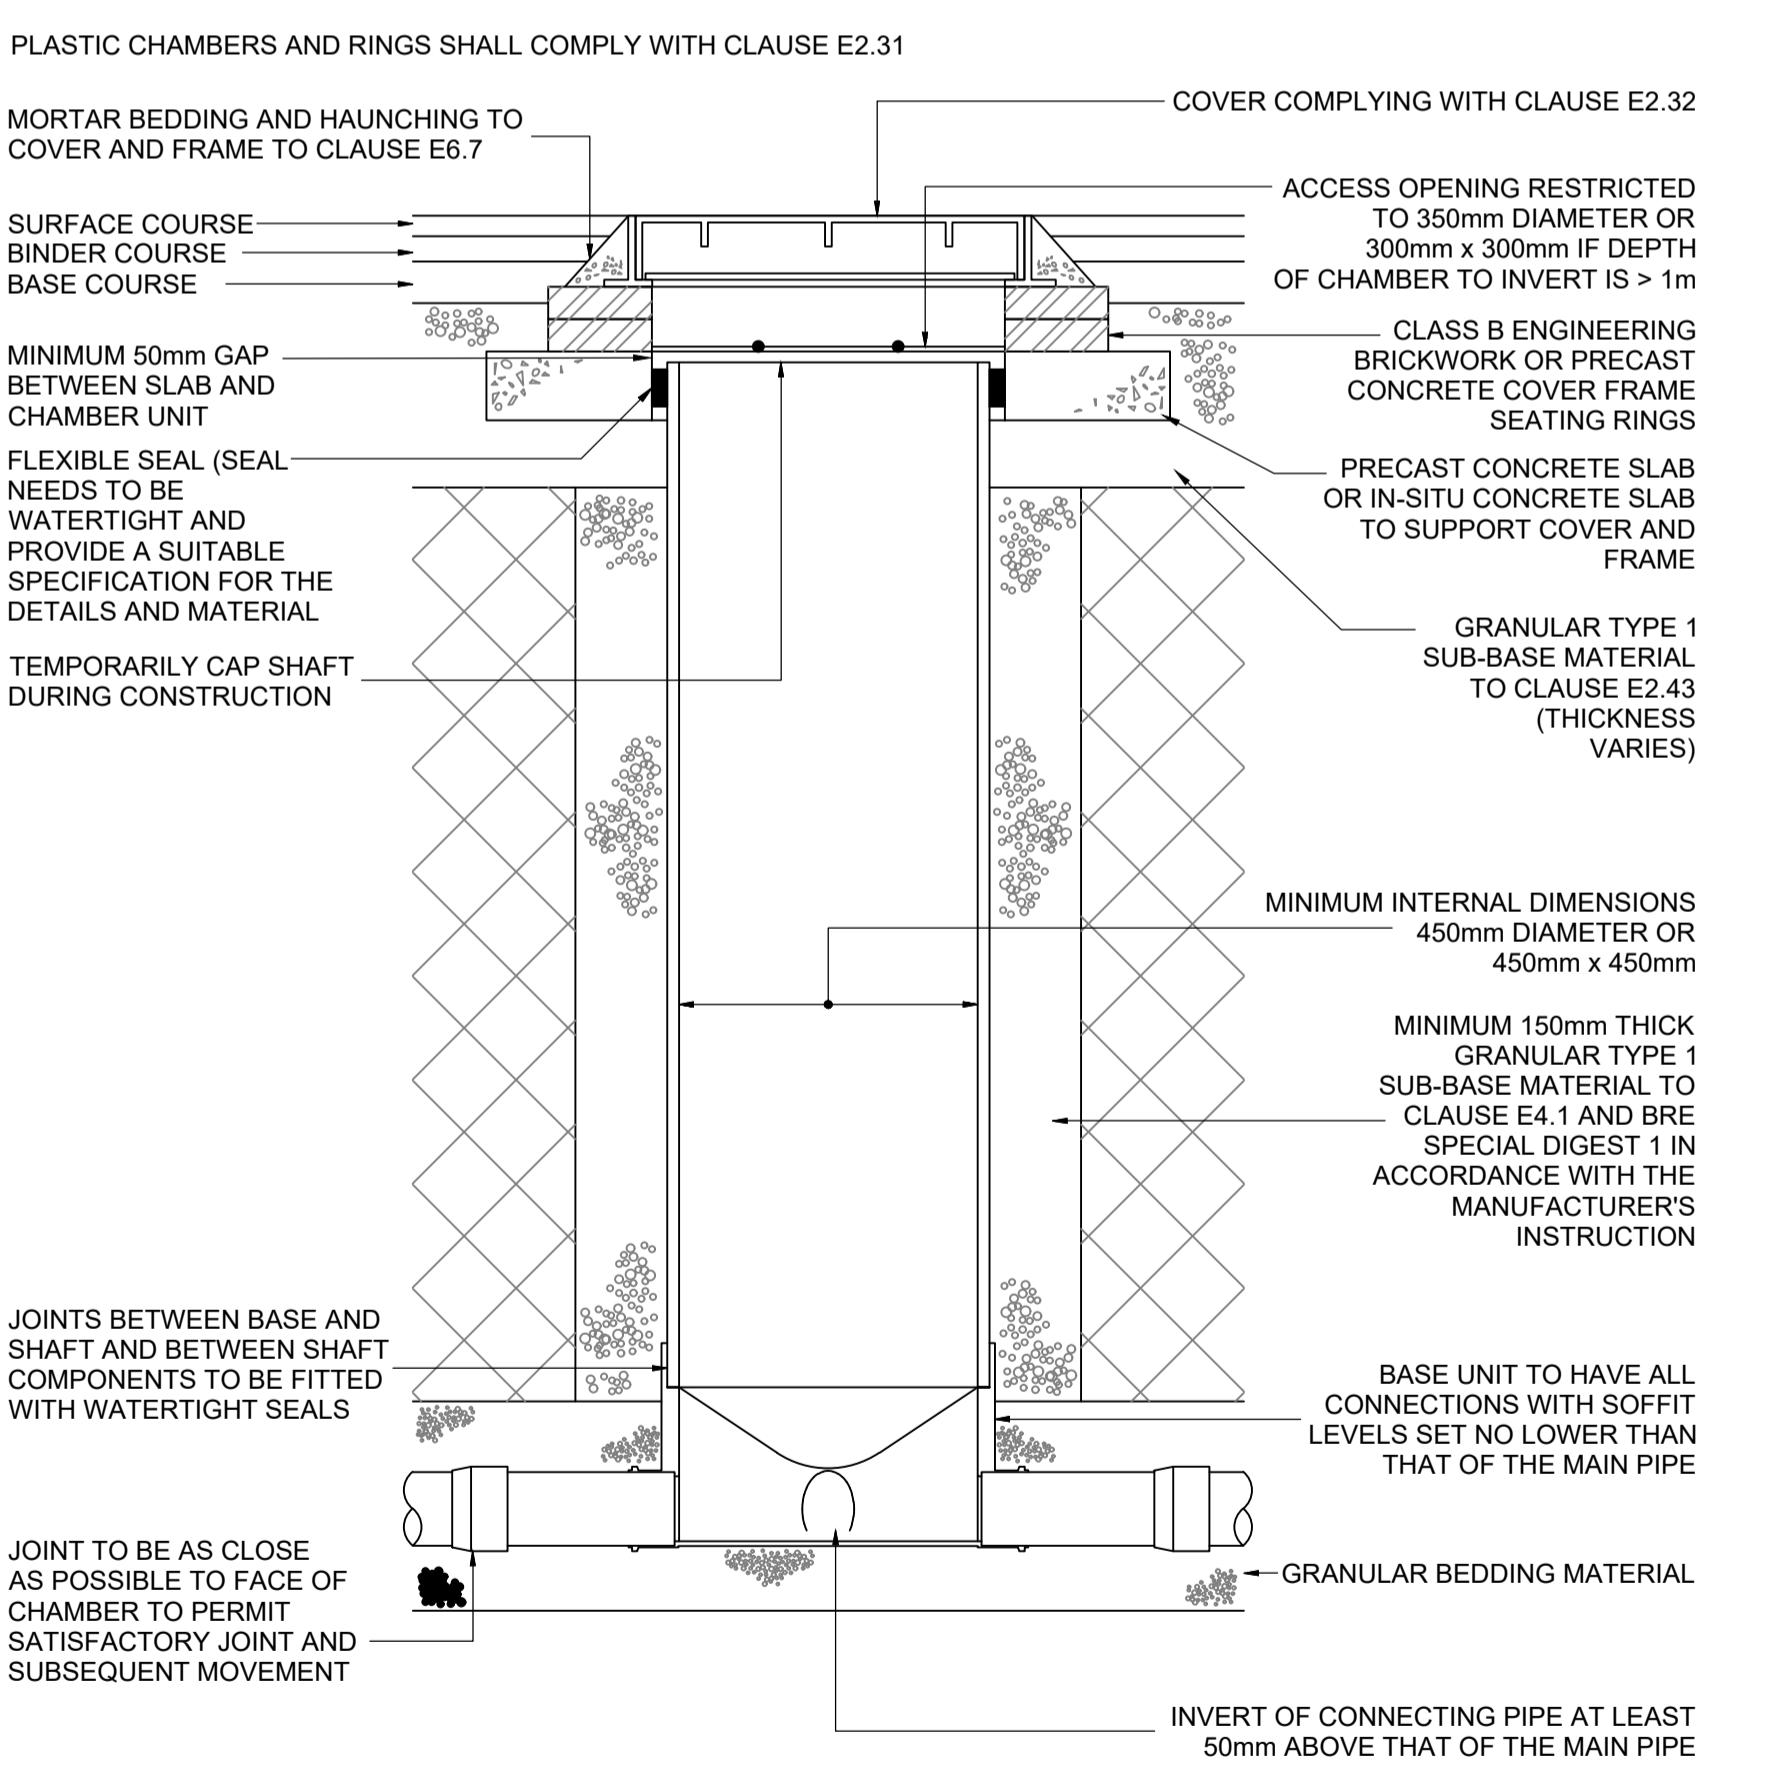 PLASTIC CHAMBERS AND RINGS SHALL COMPLY WITH CLAUSE E2.31
MORTAR BEDDING AND HAUNCHING TO
COVER AND FRAME TO CLAUSE E6.7
SURFACE COURSE
BINDER COURSE
BASE COURSE
MINIMUM 50mm GAP
BETWEEN SLAB AND
CHAMBER UNIT
FLEXIBLE SEAL (SEAL
NEEDS TO BE
WATERTIGHT AND
PROVIDE A SUITABLE
SPECIFICATION FOR THE
DETAILS AND MATERIAL
TEMPORARILY CAP SHAFT
DURING CONSTRUCTION
JOINTS BETWEEN BASE AND
SHAFT AND BETWEEN SHAFT
COMPONENTS TO BE FITTED
WITH WATERTIGHT SEALS
JOINT TO BE AS CLOSE
AS POSSIBLE TO FACE OF
CHAMBER TO PERMIT
SATISFACTORY JOINT AND
SUBSEQUENT MOVEMENT
COVER COMPLYING WITH CLAUSE E2.32
ACCESS OPENING RESTRICTED
TO 350mm DIAMETER OR
300mm x 300mm IF DEPTH
OF CHAMBER TO INVERT IS > 1m
CLASS B ENGINEERING
BRICKWORK OR PRECAST
CONCRETE COVER FRAME
SEATING RINGS
PRECAST CONCRETE SLAB
OR IN-SITU CONCRETE SLAB
TO SUPPORT COVER AND
FRAME
GRANULAR TYPE 1
SUB-BASE MATERIAL
TO CLAUSE E2.43
(THICKNESS
VARIES)
MINIMUM INTERNAL DIMENSIONS
450mm DIAMETER OR
450mm x 450mm
MINIMUM 150mm THICK
GRANULAR TYPE 1
SUB-BASE MATERIAL TO
CLAUSE E4.1 AND BRE
SPECIAL DIGEST 1 IN
ACCORDANCE WITH THE
MANUFACTURER'S
INSTRUCTION
BASE UNIT TO HAVE ALL
CONNECTIONS WITH SOFFIT
LEVELS SET NO LOWER THAN
THAT OF THE MAIN PIPE
GRANULAR BEDDING MATERIAL
INVERT OF CONNECTING PIPE AT LEAST
50mm ABOVE THAT OF THE MAIN PIPE